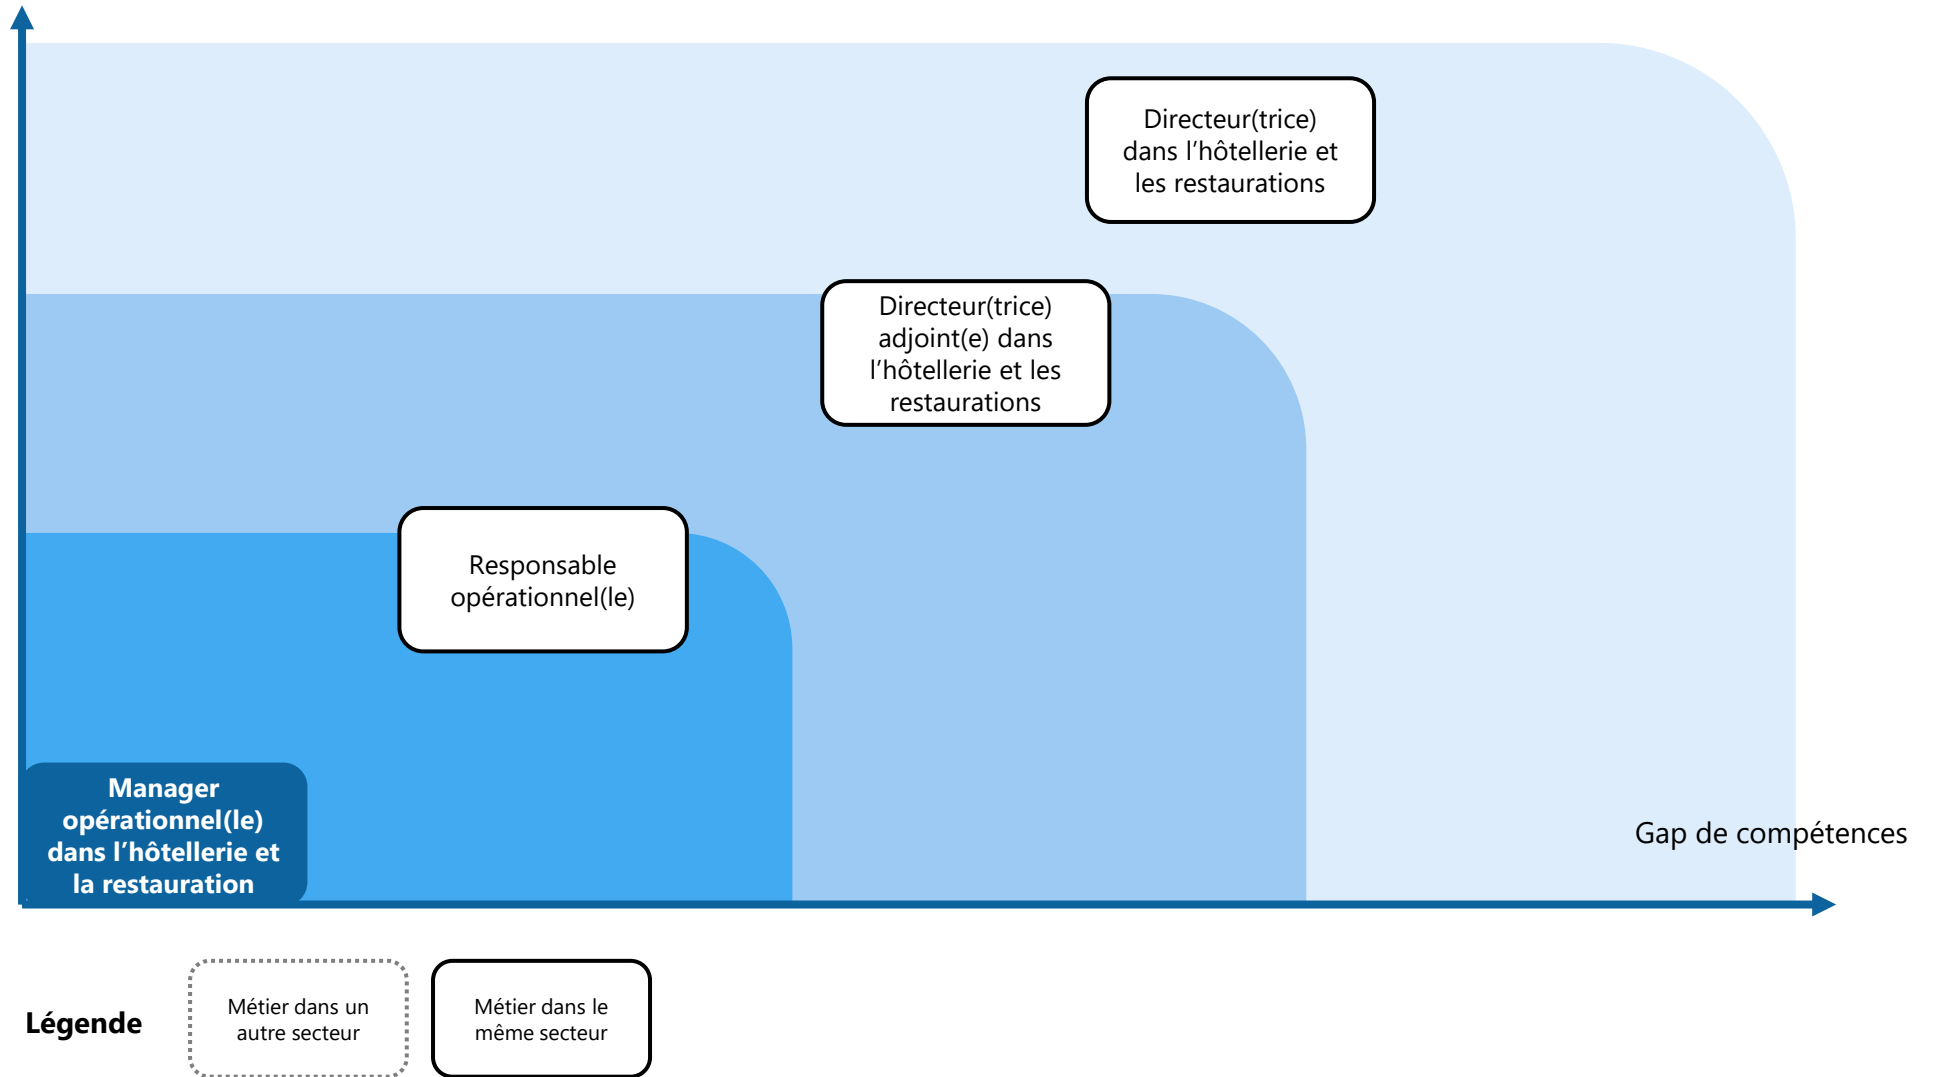 Directeur(trice)
dans l’hôtellerie et
les restaurations
Directeur(trice)
adjoint(e) dans
l’hôtellerie et les
restaurations
Responsable
opérationnel(le)
Manager
opérationnel(le)
dans l’hôtellerie et
la restauration
Gap de compétences
Légende
Métier dans un
autre secteur
Métier dans le
même secteur